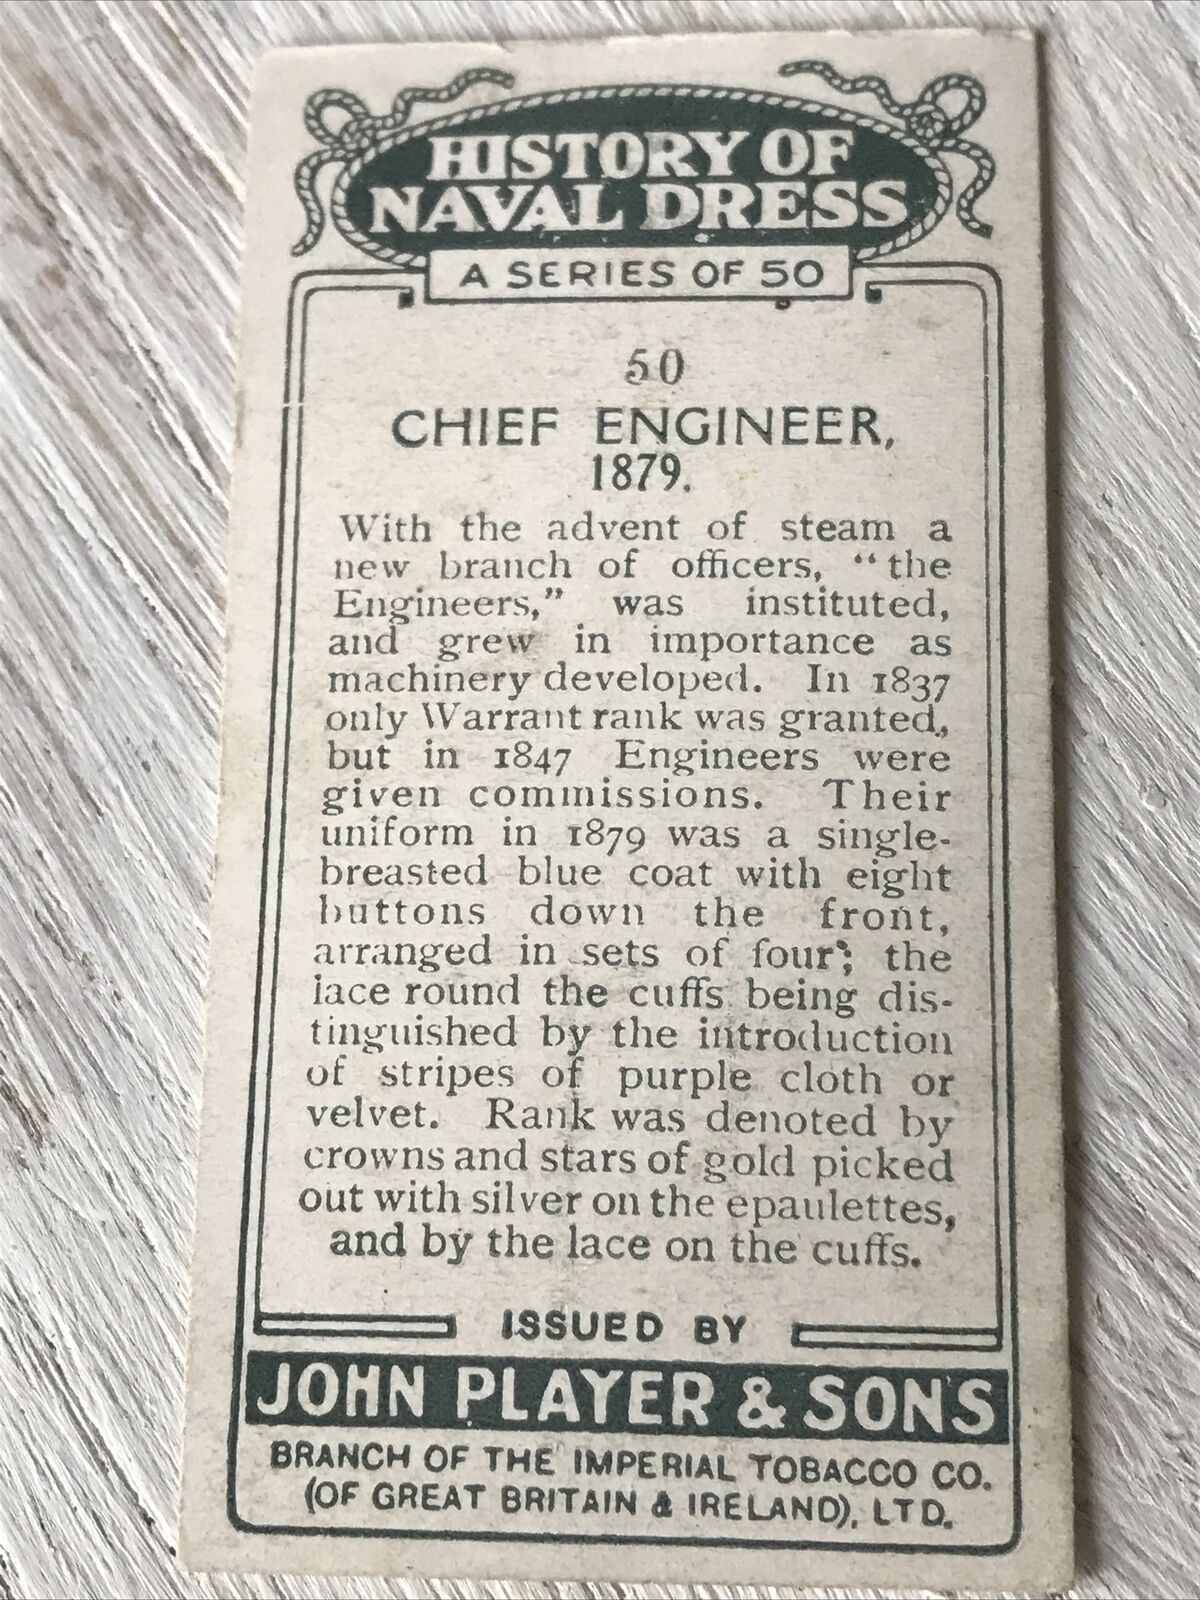 HISTORY OF
NAVAL DRESS
A SERIES OF 50
50
CHIEF ENGINEER,
1879.
With the advent of steam a
new branch of officers, "the
Engineers," was instituted,
and grew in importance as
machinery developed. In 1837
only Warrant rank was granted,
but in 1847 Engineers were
given commissions. Their
uniform in 1879 was a single-
breasted blue coat with eight
buttons down the front,
arranged in sets of four; the
lace round the cuffs being dis-
tinguished by the introduction
of stripes of purple cloth or
velvet. Rank was denoted by
crowns and stars of gold picked
out with silver on the epaulettes,
and by the lace on the cuffs.
ISSUED BY
JOHN PLAYER & SONS
BRANCH OF THE IMPERIAL TOBACCO CO.
(OF GREAT BRITAIN & IRELAND), LTD.